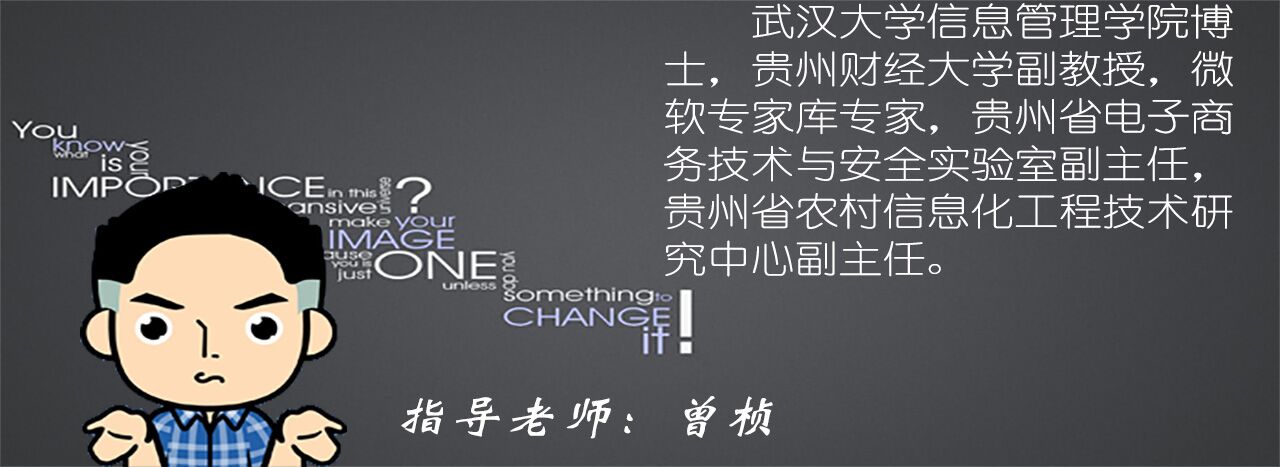 武汉大学信息管理学院博
士，贵州财经大学副教授，微
软专家库专家，贵州省电子商
务技术与安全实验室副主任，
贵州省农村信息化工程技术研
究中心副主任。
You
know
what
is
your
in this
universe
?
ansive
make your
IMAGE
you is
just
ONE
unless
you do
something to
CHANGE
it!
指导老师：曾桢